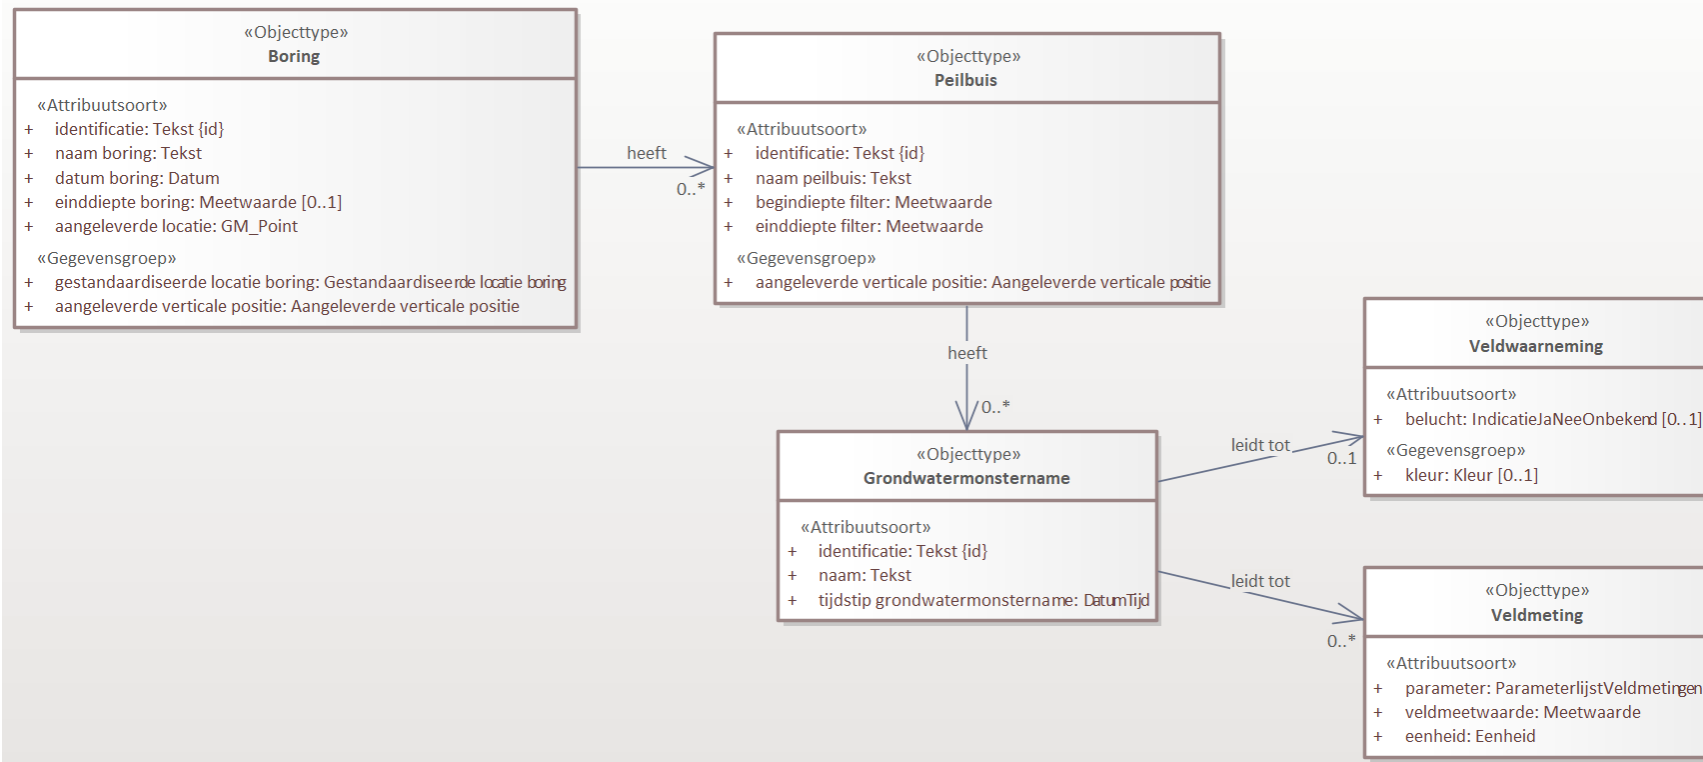 «Objecttype»
Boring
«Attribuutsoort»
+ identificatie: Tekst {id}
+ naam boring: Tekst
+ datum boring: Datum
+ einddiepte boring: Meetwaarde [0..1]
+ aangeleverde locatie: GM_Point
«Gegevensgroep»
+ gestandaardiseerde locatie boring: Gestandaardiseerde locatie boring
+ aangeleverde verticale positie: Aangeleverde verticale positie
heeft
0..*
«Objecttype»
Peilbuis
«Attribuutsoort»
+ identificatie: Tekst {id}
+ naam peilbuis: Tekst
+ begindiepte filter: Meetwaarde
+ einddiepte filter: Meetwaarde
«Gegevensgroep»
+ aangeleverde verticale positie: Aangeleverde verticale positie
heeft
0..*
«Objecttype»
Grondwatermonstername
«Attribuutsoort»
+ identificatie: Tekst {id}
+ naam: Tekst
+ tijdstip grondwatermonstername: DatumTijd
leidt tot
0..1
«Objecttype»
Veldwaarneming
«Attribuutsoort»
+ belucht: IndicatieJaNeeOnbekend [0..1]
«Gegevensgroep»
+ kleur: Kleur [0..1]
leidt tot
0..*
«Objecttype»
Veldmeting
«Attribuutsoort»
+ parameter: ParameterlijstVeldmetingen
+ veldmeetwaarde: Meetwaarde
+ eenheid: Eenheid